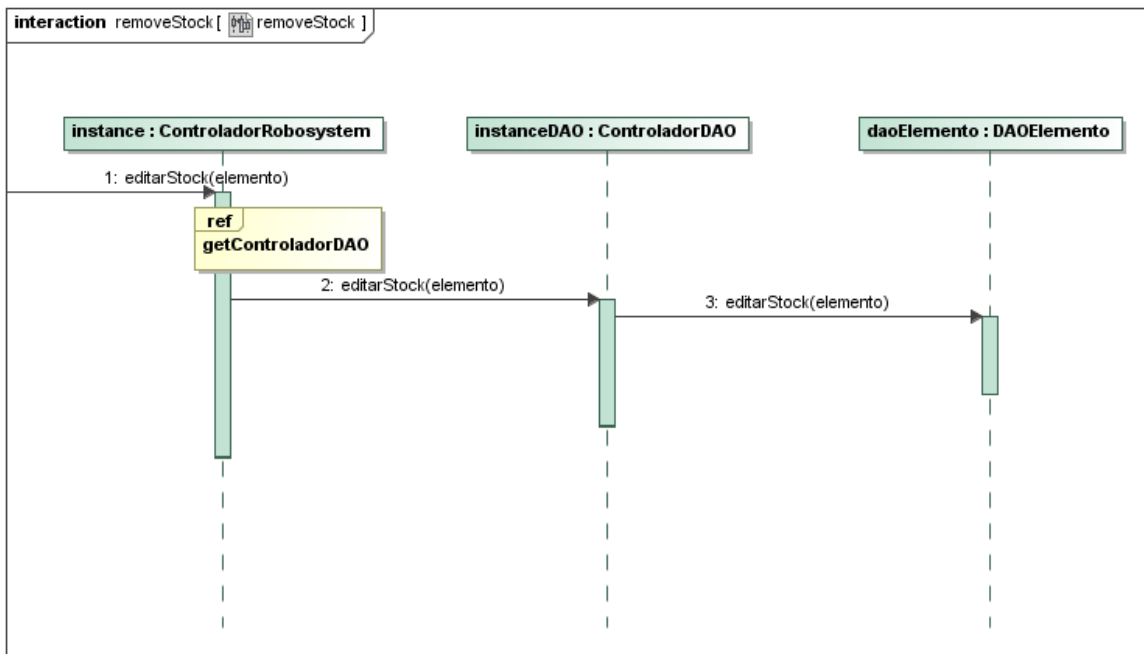 interaction removeStock [ removeStock ]
instance : ControladorRobosystem
instanceDAO : ControladorDAO
daoElemento : DAOElemento
1: editarStock(elemento)
ref
getControladorDAO
2: editarStock(elemento)
3: editarStock(elemento)